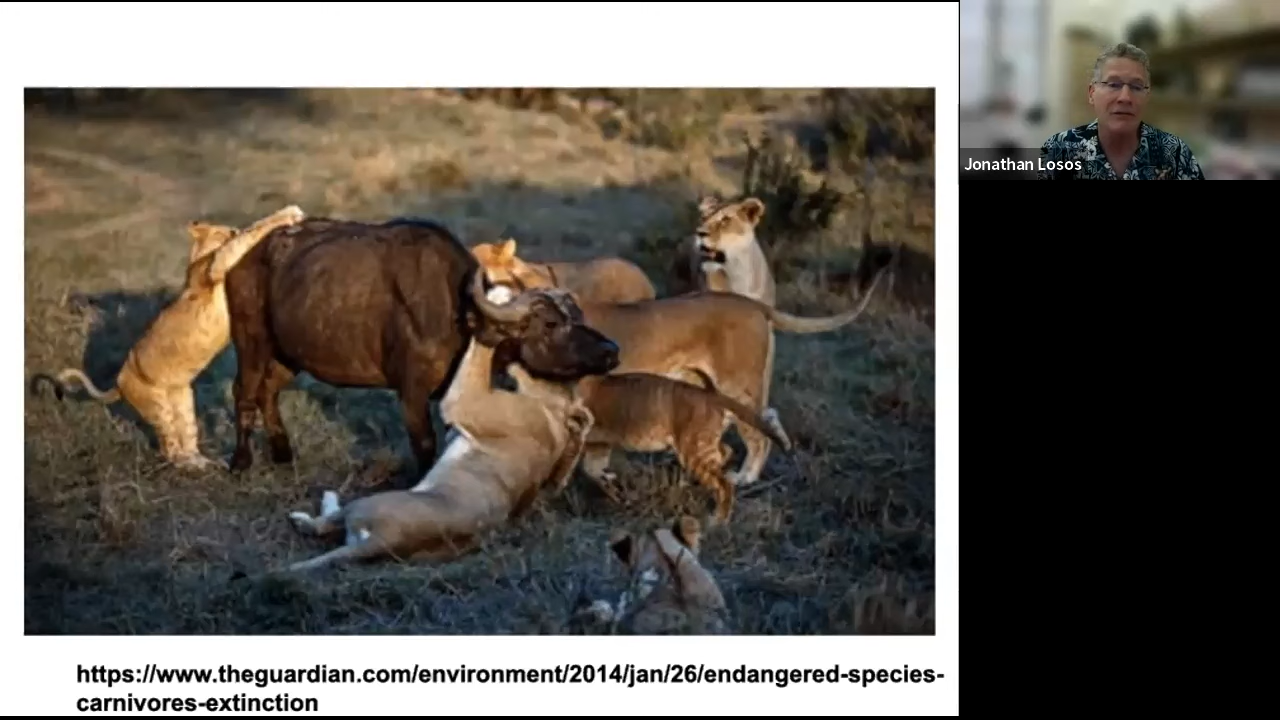 Jonathan Losos
https://www.theguardian.com/environment/2014/jan/26/endangered-species-
carnivores-extinction